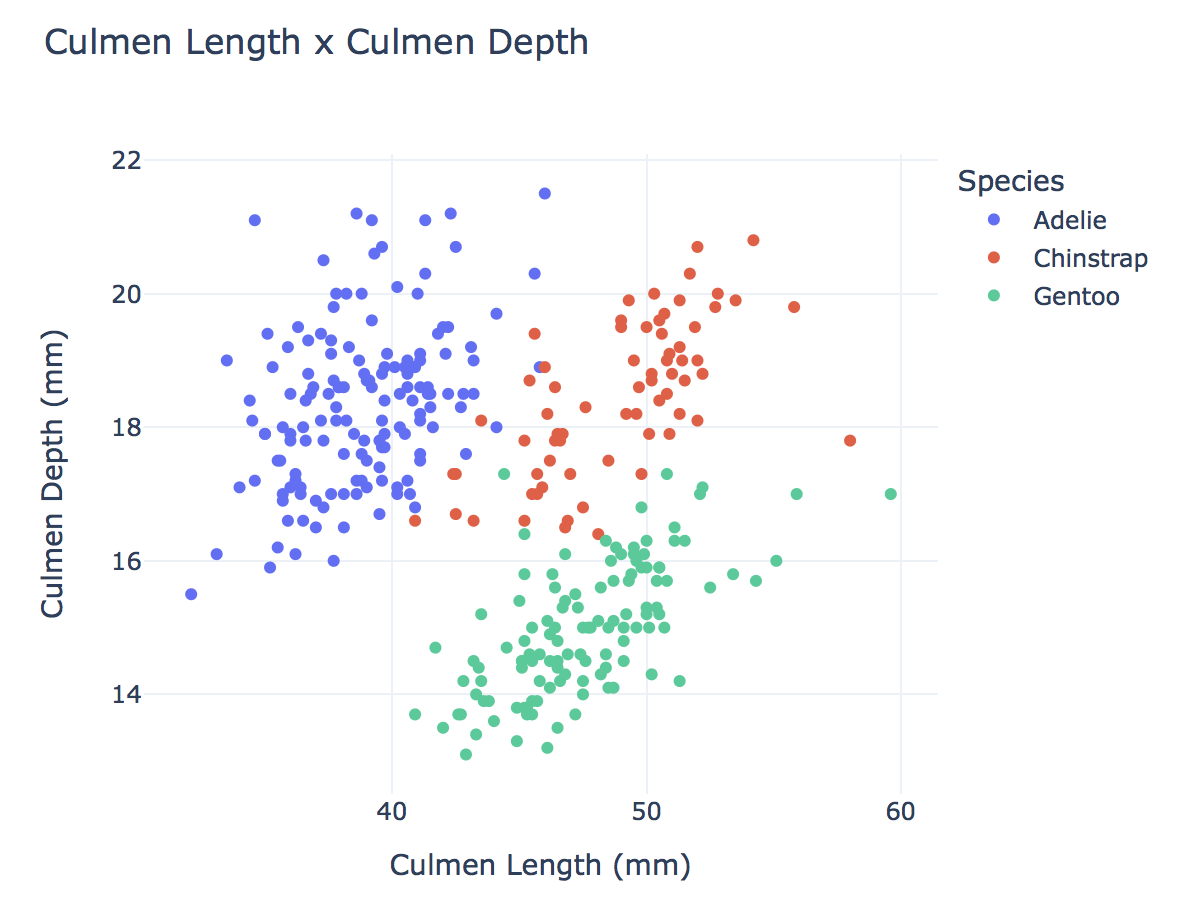 Culmen Length x Culmen Depth
22
20
18
16
14
Culmen Depth (mm)
40
50
60
Culmen Length (mm)
Species
Adelie
Chinstrap
Gentoo